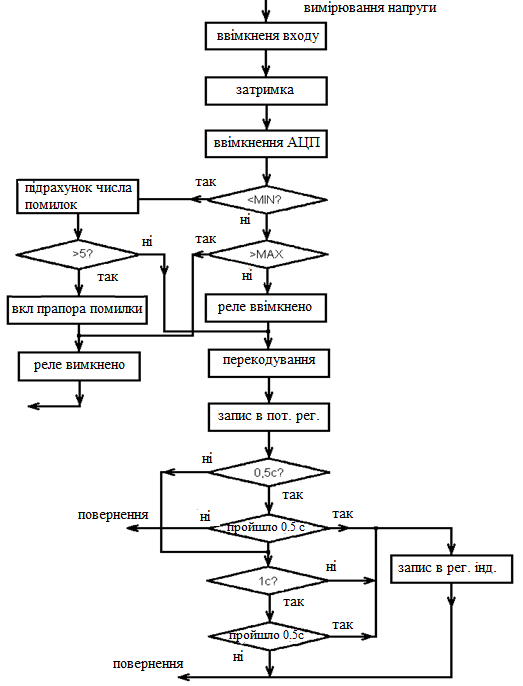 вимірювання напруги
ввімкненя входу
затримка
ввімкнення АЦП
так
підрахунок числа
помилок
<MIN?
ні
ні
так
>5?
>MAX
так
ні
вкл прапора помилки
реле ввімкнено
реле вимкнено
перекодування
запис в пот. рег.
ні
0,5с?
так
повернення
ні
так
пройшло 0.5 с
ні
запис в рег. інд.
1с?
так
так
пройшло 0.5с
ні
повернення